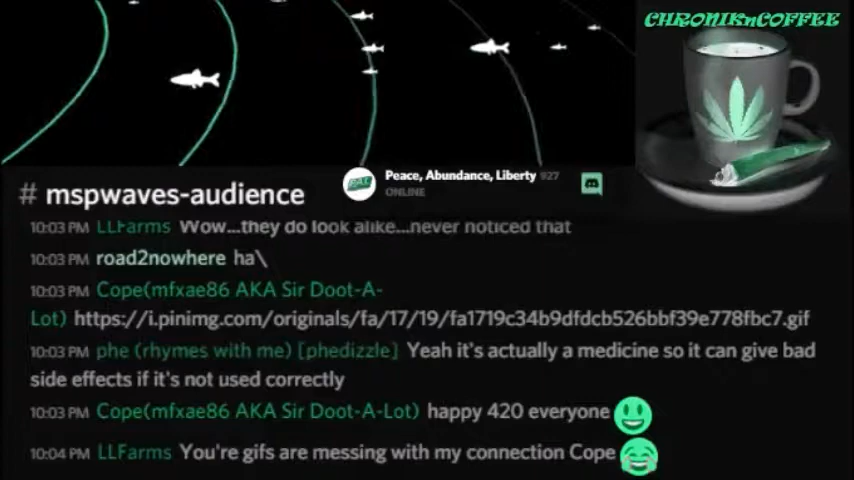 CHRONIKnCOFFEE
Peace, Abundance, Liberty 927
ONLINE
# mspwaves-audience
10:03 PM LLFarms Wow...they do look alike...never noticed that
10:03 PM road2nowhere ha\
10:03 PM Cope(mfxae86 AKA Sir Doot-A-
Lot) https://i.pinimg.com/originals/fa/17/19/fa1719c34b9dfdcb526bbf39e778fbc7.gif
10:03 PM phe (rhymes with me) [phedizzle] Yeah it's actually a medicine so it can give bad
side effects if it's not used correctly
10:03 PM Cope(mfxae86 AKA Sir Doot-A-Lot) happy 420 everyone
10:04 PM LLFarms You're gifs are messing with my connection Cope